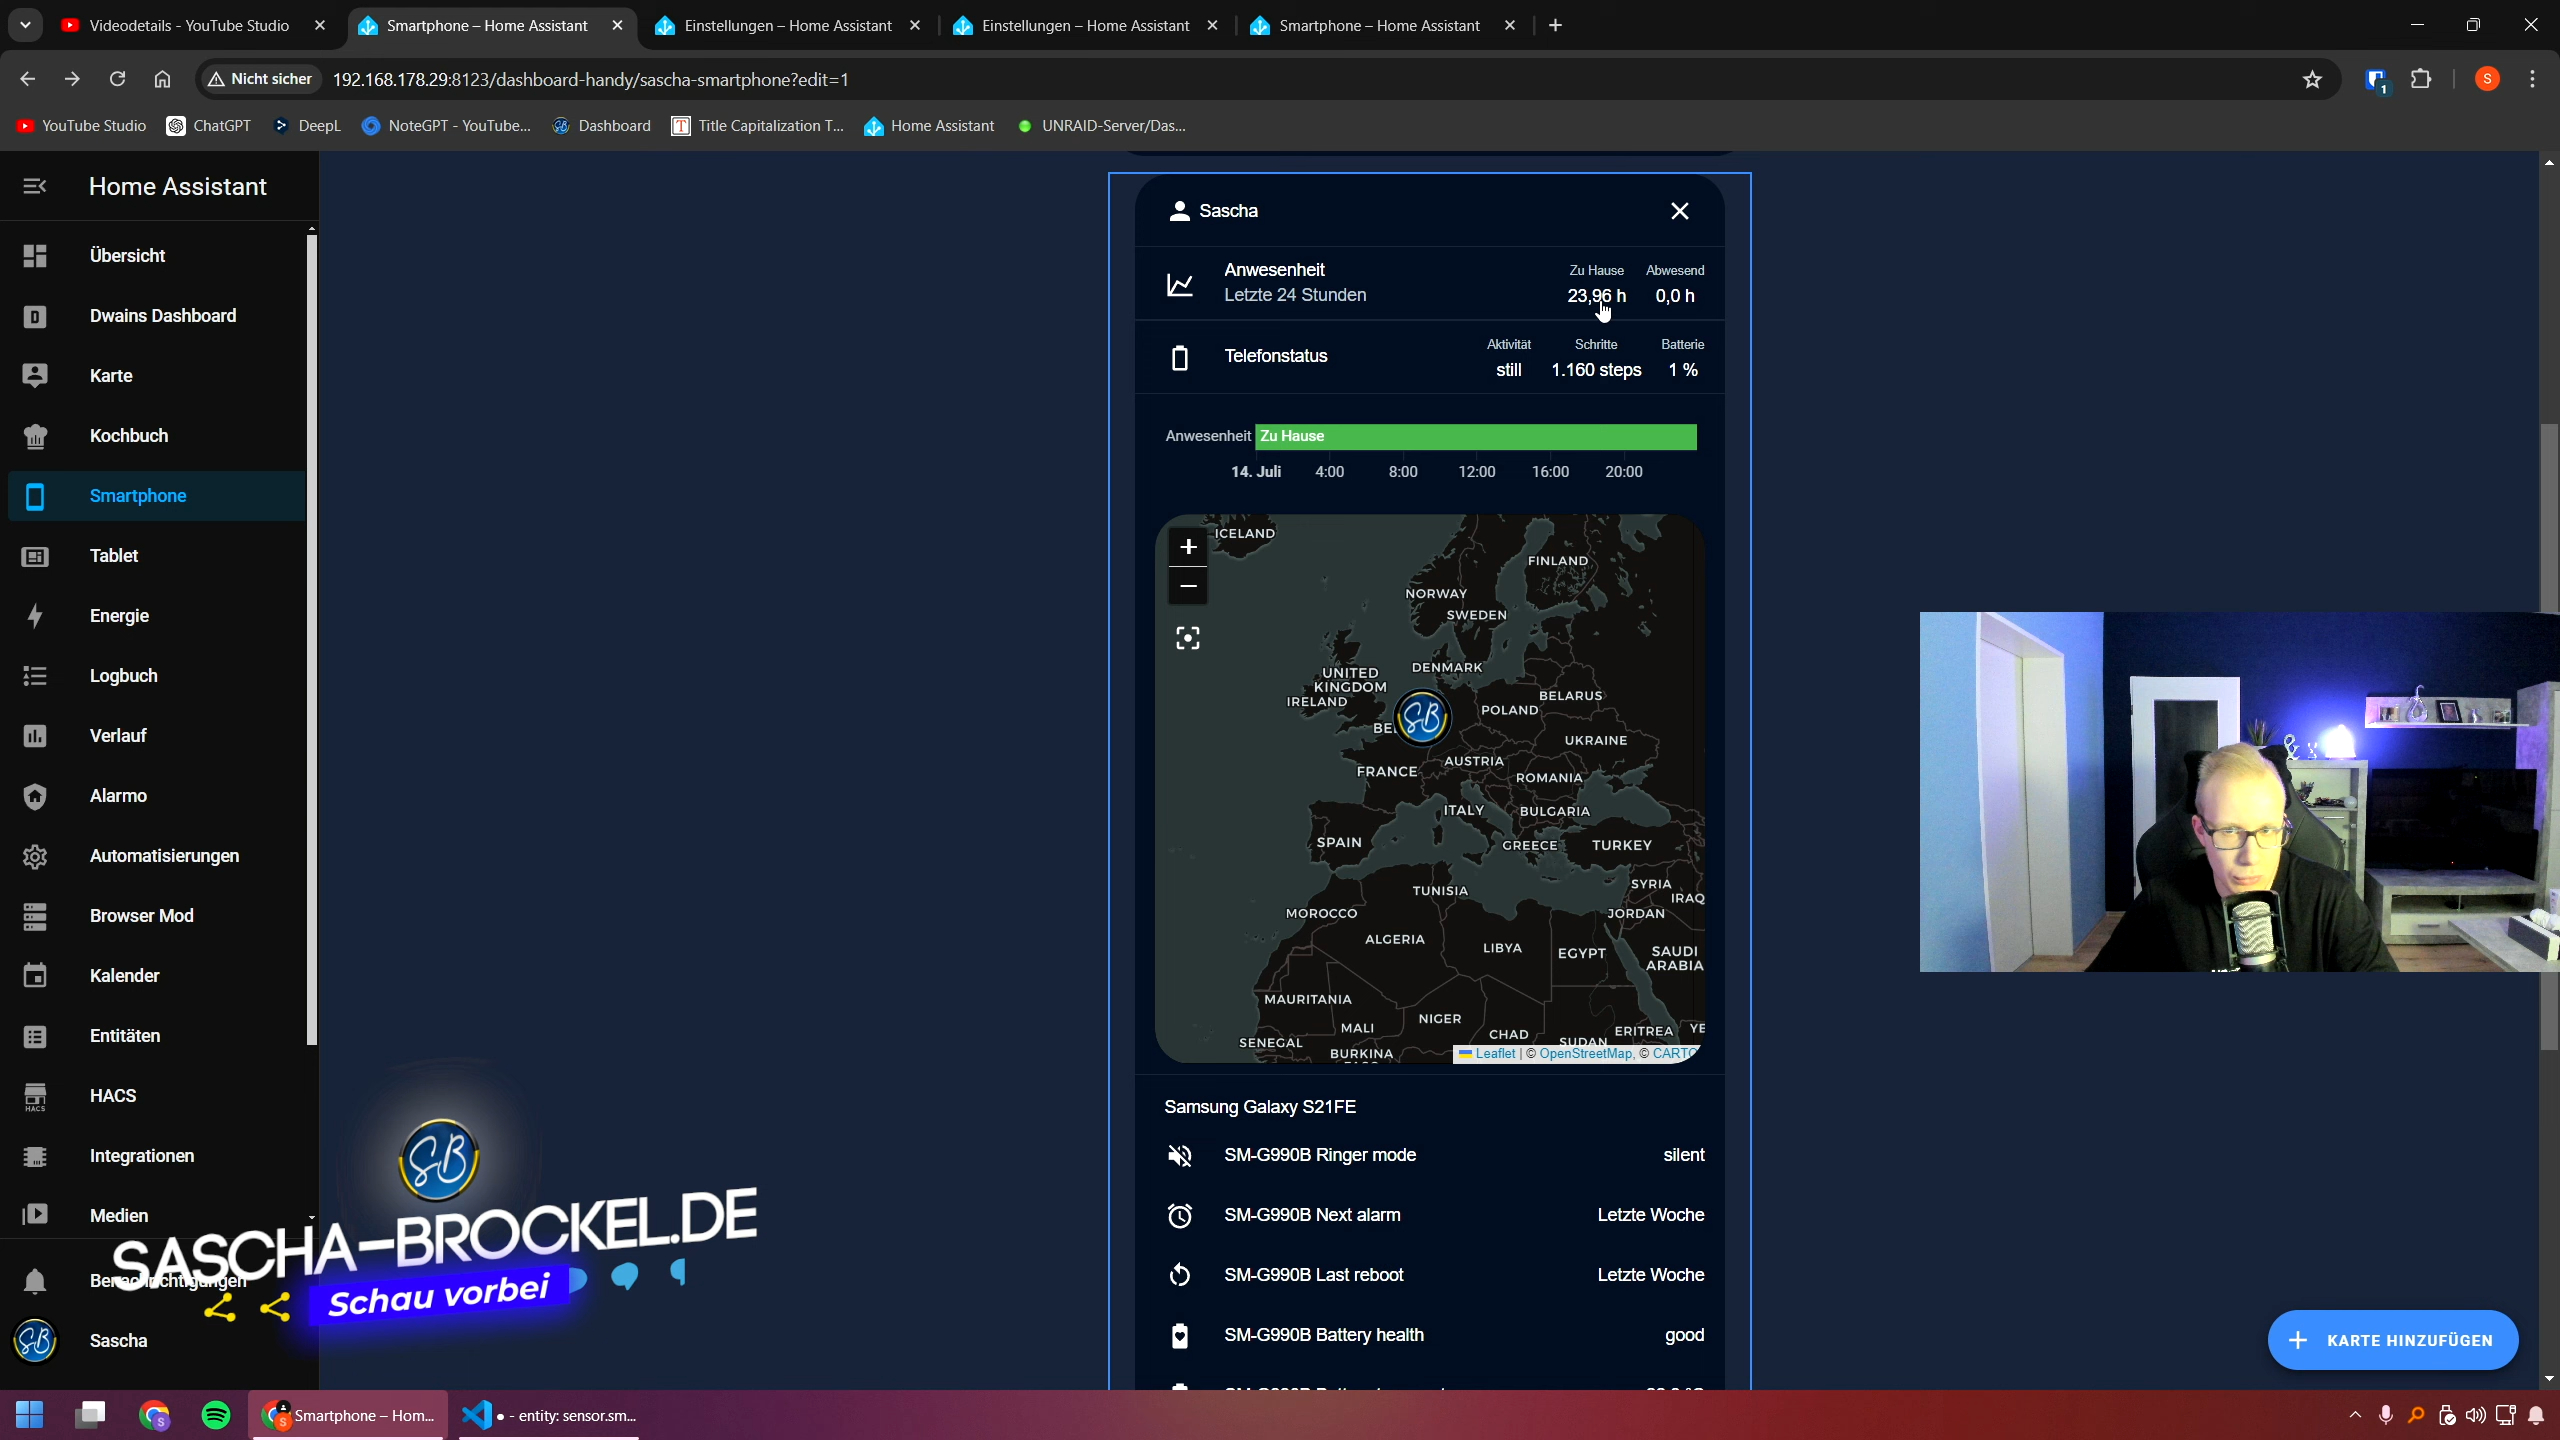 Videodetails - YouTube Studio
Smartphone – Home Assistant
Einstellungen – Home Assistant
Einstellungen – Home Assistant
Smartphone – Home Assistant
Nicht sicher
192.168.178.29:8123/dashboard-handy/sascha-smartphone?edit=1
S
1
YouTube Studio
ChatGPT
DeepL
NoteGPT - YouTube...
Dashboard
Title Capitalization T...
Home Assistant
UNRAID-Server/Das...
Home Assistant
Übersicht
Dwains Dashboard
Karte
Kochbuch
Smartphone
Tablet
Energie
Logbuch
Verlauf
Alarmo
Automatisierungen
Browser Mod
Kalender
Entitäten
HACS
Integrationen
Medien
Sascha
Sascha
Anwesenheit
Letzte 24 Stunden
Zu Hause
23,96 h
Abwesend
0,0 h
Telefonstatus
Aktivität
still
Schritte
1.160 steps
Batterie
1 %
Anwesenheit
Zu Hause
14. Juli
4:00
8:00
12:00
16:00
20:00
+
−
ICELAND
FINLAND
NORWAY
SWEDEN
DENMARK
UNITED
KINGDOM
IRELAND
BELARUS
POLAND
BE
SB
UKRAINE
AUSTRIA
FRANCE
ROMANIA
ITALY
BULGARIA
SPAIN
GREECE
TURKEY
SYRIA
TUNISIA
IRAQ
MOROCCO
JORDAN
ALGERIA
LIBYA
EGYPT
SAUDI
ARABIA
MAURITANIA
NIGER
MALI
CHAD
ERITREA
YE
SENEGAL
SUDAN
BURKINA
Leaflet | © OpenStreetMap, © CARTO
Samsung Galaxy S21FE
SM-G990B Ringer mode
silent
SM-G990B Next alarm
Letzte Woche
SM-G990B Last reboot
Letzte Woche
SM-G990B Battery health
good
SB
SASCHA-BROCKEL.DE
Schau vorbei
+ KARTE HINZUFÜGEN
Smartphone – Hom...
● - entity: sensor.sm...